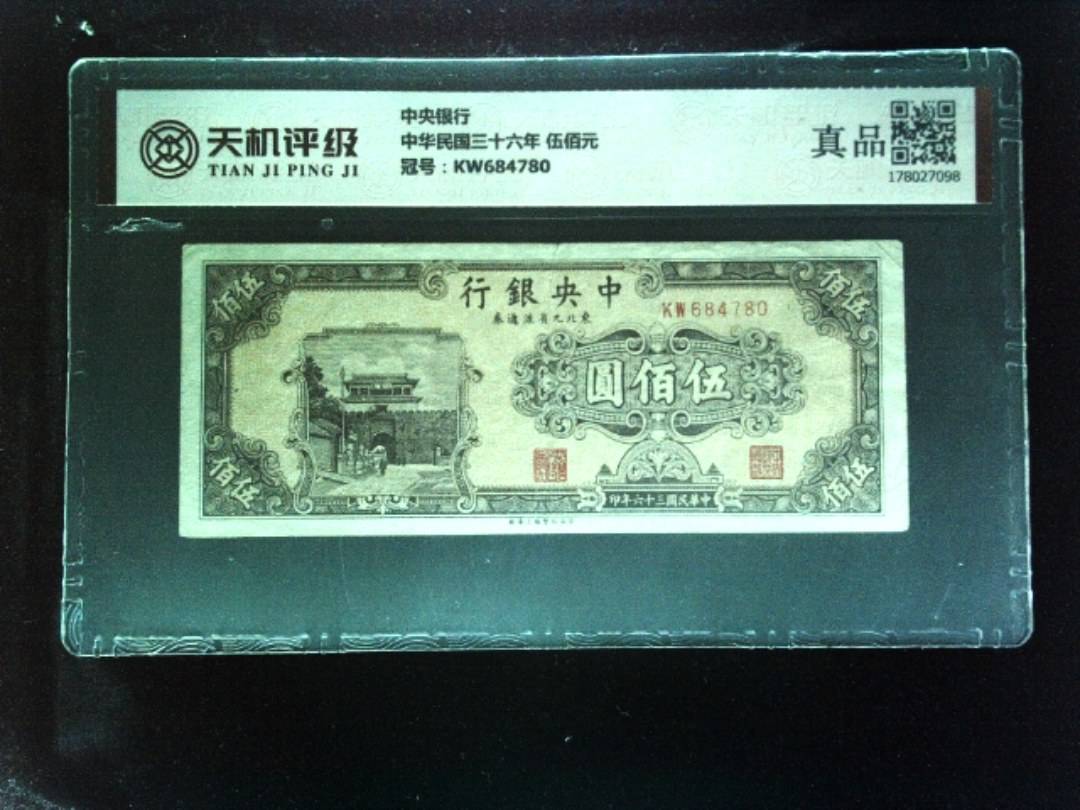 天机评级
TIAN JI PING JI
中央银行
中华民国三十六年 伍佰元
冠号：KW684780
真品
178027098
佰伍
佰伍
行銀央中
券通流省九北東
KW684780
圓佰伍
印年六十三國民華中
佰伍
佰伍